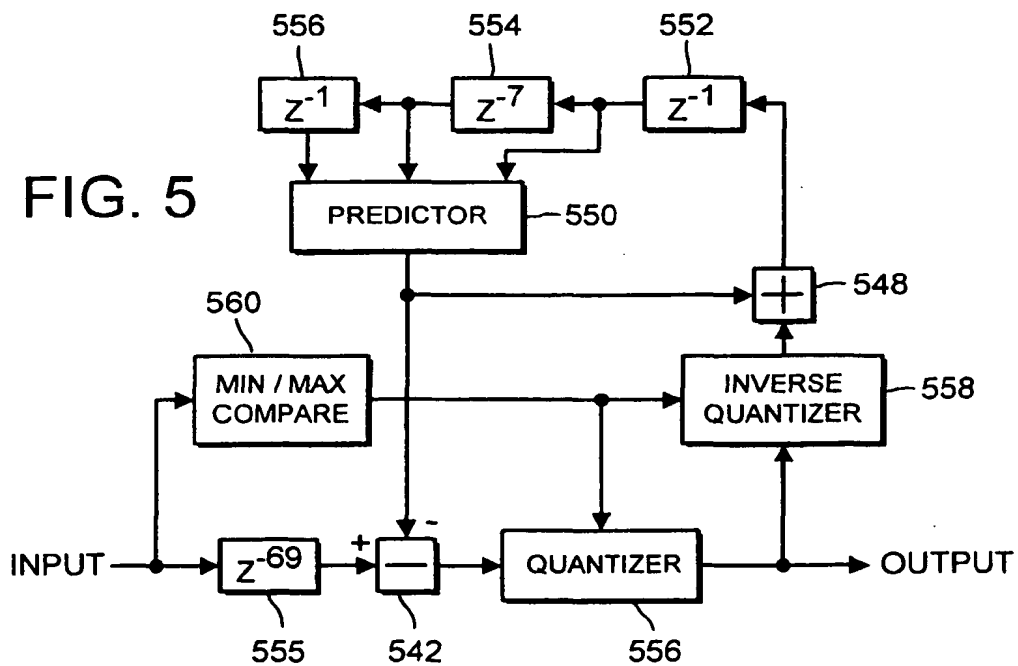 556
554
552
Z-1
Z-7
Z-1
FIG. 5
PREDICTOR
550
548
560
MIN / MAX
COMPARE
INVERSE
QUANTIZER
558
INPUT
Z-69
+
-
QUANTIZER
OUTPUT
555
542
556